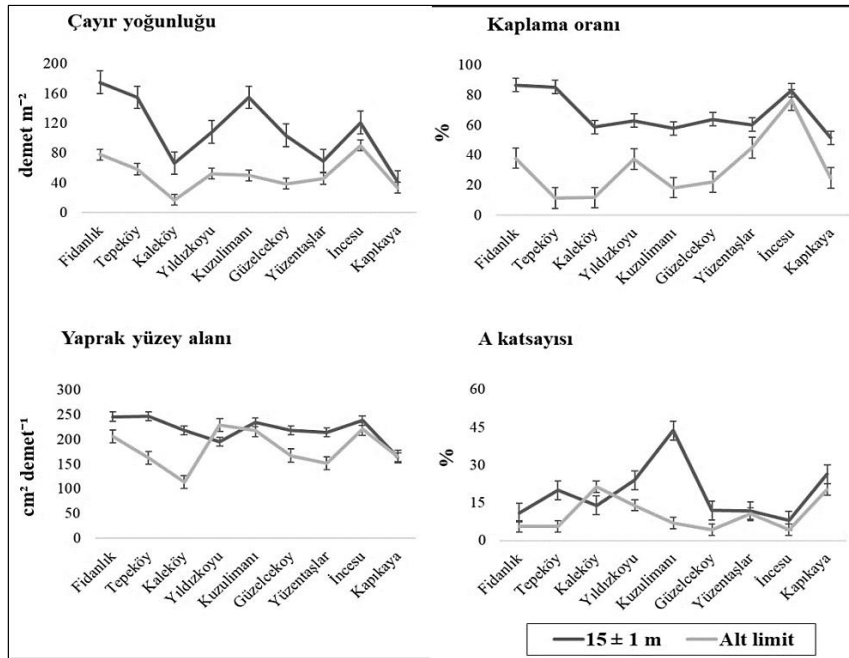 Çayır yoğunluğu
demet m⁻²
200
160
120
80
40
0
Fidanlık
Tepeköy
Kaleköy
Yıldızkoyu
Kuzulimanı
Güzelcekoy
Yüzentaşlar
İncesu
Kapıkaya
Kaplama oranı
%
100
80
60
40
20
0
Fidanlık
Tepeköy
Kaleköy
Yıldızkoyu
Kuzulimanı
Güzelcekoy
Yüzentaşlar
İncesu
Kapıkaya
Yaprak yüzey alanı
cm² demet⁻¹
300
250
200
150
100
50
0
Fidanlık
Tepeköy
Kaleköy
Yıldızkoyu
Kuzulimanı
Güzelcekoy
Yüzentaşlar
İncesu
Kapıkaya
A katsayısı
%
60
45
30
15
0
Fidanlık
Tepeköy
Kaleköy
Yıldızkoyu
Kuzulimanı
Güzelcekoy
Yüzentaşlar
İncesu
Kapıkaya
15 ± 1 m Alt limit